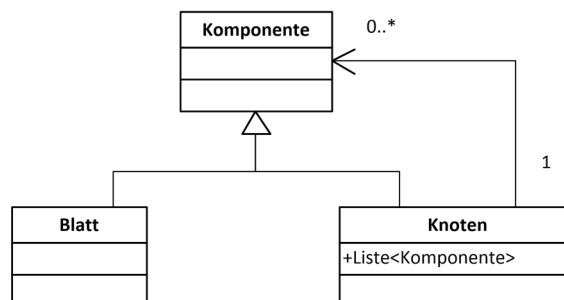 Komponente
0..*
1
Blatt
Knoten
+Liste<Komponente>